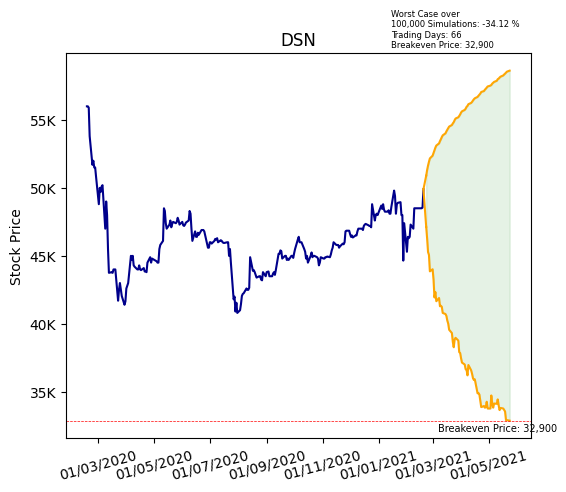 Worst Case over
100,000 Simulations: -34.12 %
Trading Days: 66
Breakeven Price: 32,900
DSN
Stock Price
55K
50K
45K
40K
35K
Breakeven Price: 32,900
01/03/2020
01/05/2020
01/07/2020
01/09/2020
01/11/2020
01/01/2021
01/03/2021
01/05/2021